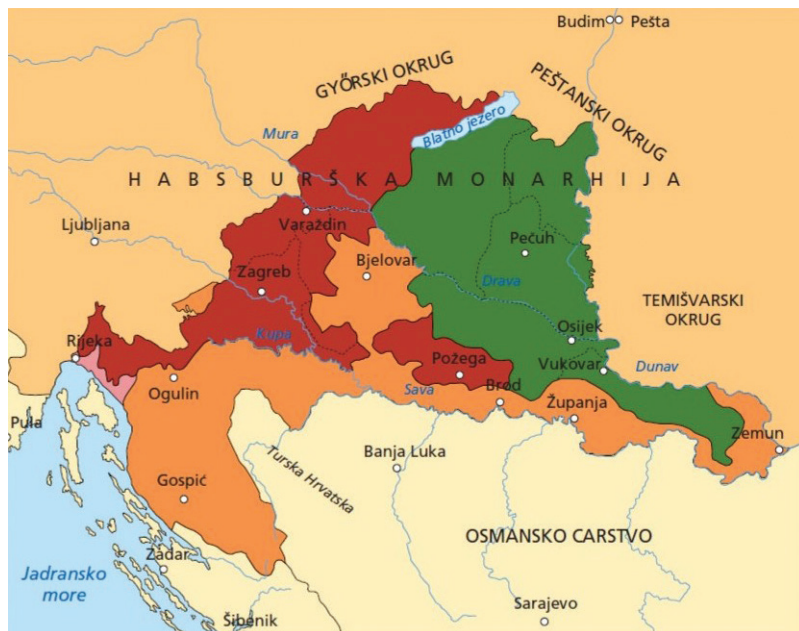 Budim
Pešta
GYŐRSKI OKRUG
PEŠTANSKI OKRUG
Blatno jezero
Mura
HABSBURŠKA MONARHIJA
Varaždin
Ljubljana
Pečuh
Bjelovar
Zagreb
Drava
TEMIŠVARSKI
OKRUG
Osijek
Kupa
Rijeka
Požega
Vukovar
Dunav
Ogulin
Sava
Brod
Županja
Pula
Zemun
Banja Luka
Turska Hrvatska
Gospić
OSMANSKO CARSTVO
Zadar
Jadransko
more
Sarajevo
Šibenik